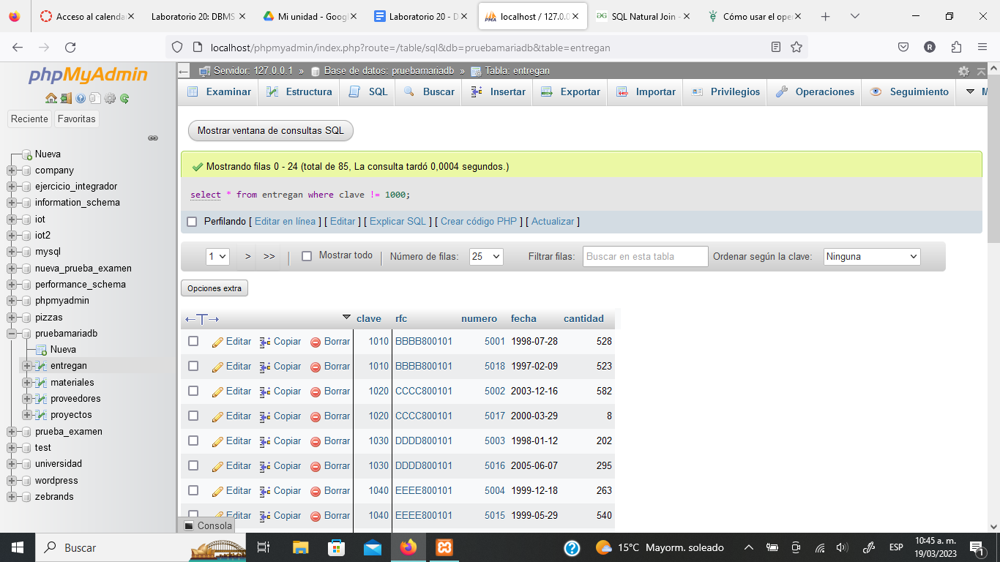 Acceso al calenda
Laboratorio 20: DBMS
Mi unidad - Googl
Laboratorio 20 - D
localhost / 127.0.0
SQL Natural Join -
Cómo usar el ope
localhost/phpmyadmin/index.php?route=/table/sql&db=pruebamariadb&table=entregan
phpMyAdmin
Reciente Favoritas
Nueva
company
ejercicio_integrador
information_schema
iot
iot2
mysql
nueva_prueba_examen
performance_schema
phpmyadmin
pizzas
pruebamariadb
Nueva
entregan
materiales
proveedores
proyectos
prueba_examen
test
universidad
wordpress
zebrands
Servidor: 127.0.0.1 » Base de datos: pruebamariadb » Tabla: entregan
Examinar Estructura SQL Buscar Insertar Exportar Importar Privilegios Operaciones Seguimiento
Mostrar ventana de consultas SQL
Mostrando filas 0 - 24 (total de 85, La consulta tardó 0,0004 segundos.)
select * from entregan where clave != 1000;
Perfilando [ Editar en línea ] [ Editar ] [ Explicar SQL ] [ Crear código PHP ] [ Actualizar ]
1 > >> | Mostrar todo | Número de filas: 25 Filtrar filas: Buscar en esta tabla Ordenar según la clave: Ninguna
Opciones extra
←T→ clave rfc numero fecha cantidad
Editar Copiar Borrar 1010 BBBB800101 5001 1998-07-28 528
Editar Copiar Borrar 1010 BBBB800101 5018 1997-02-09 523
Editar Copiar Borrar 1020 CCCC800101 5002 2003-12-16 582
Editar Copiar Borrar 1020 CCCC800101 5017 2000-03-29 8
Editar Copiar Borrar 1030 DDDD800101 5003 1998-01-12 202
Editar Copiar Borrar 1030 DDDD800101 5016 2005-06-07 295
Editar Copiar Borrar 1040 EEEE800101 5004 1999-12-18 263
Editar Copiar Borrar 1040 EEEE800101 5015 1999-05-29 540
Consola
Buscar
15°C Mayorm. soleado
ESP
10:45 a. m.
19/03/2023
1